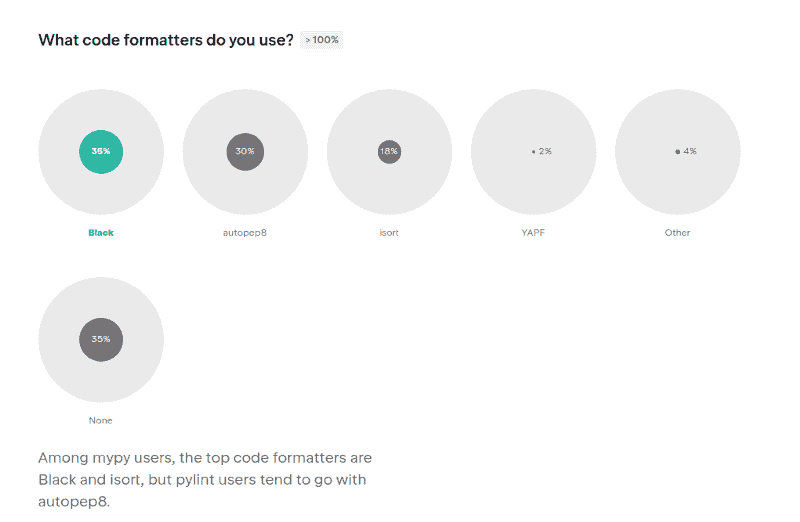 What code formatters do you use? >100%
35% 30% 18% 2% 4%
Black autopep8 isort YAPF Other
35%
None
Among mypy users, the top code formatters are
Black and isort, but pylint users tend to go with
autopep8.